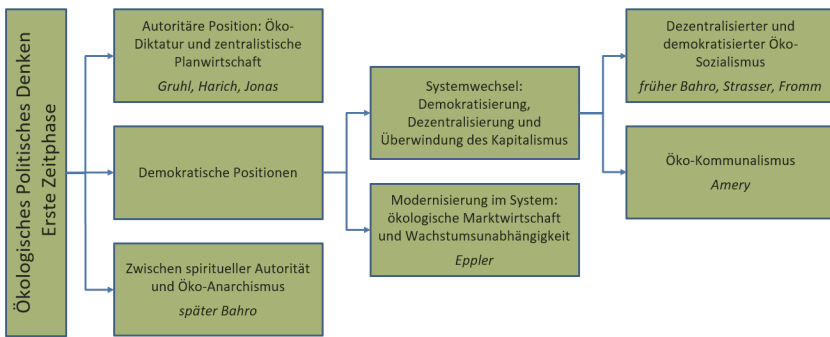 Ökologisches Politisches Denken
Erste Zeitphase
Autoritäre Position: Öko-
Diktatur und zentralistische
Planwirtschaft
Gruhl, Harich, Jonas
Demokratische Positionen
Zwischen spiritueller Autorität
und Öko-Anarchismus
später Bahro
Systemwechsel:
Demokratisierung,
Dezentralisierung und
Überwindung des Kapitalismus
Modernisierung im System:
ökologische Marktwirtschaft
und Wachstumsunabhängigkeit
Eppler
Dezentralisierter und
demokratisierter Öko-
Sozialismus
früher Bahro, Strasser, Fromm
Öko-Kommunalismus
Amery